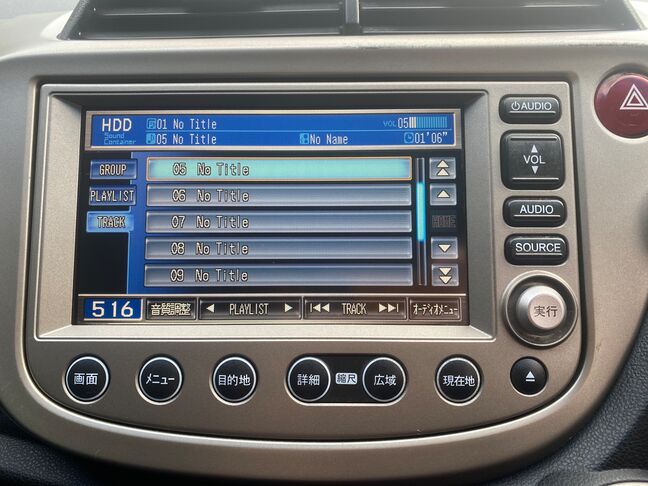 HDD
Sound
Container
01 No Title
VOL 05
05 No Title
No Name
01'06"
GROUP
PLAYLIST
TRACK
05 No Title
06 No Title
07 No Title
08 No Title
09 No Title
HOME
5:16
音質調整
PLAYLIST
TRACK
オーディオメニュー
AUDIO
VOL
AUDIO
SOURCE
実行
画面
メニュー
目的地
詳細
縮尺
広域
現在地